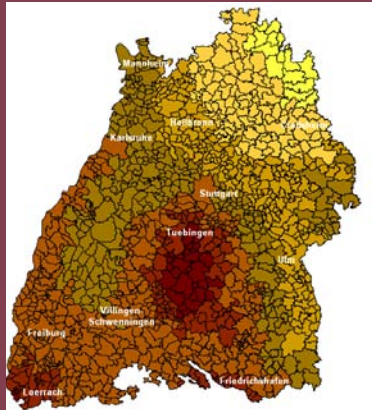 Mannheim
Heilbronn
Karlsruhe
Stuttgart
Tuebingen
Ulm
Villingen
Schwenningen
Freiburg
Friedrichshafen
Loerrach